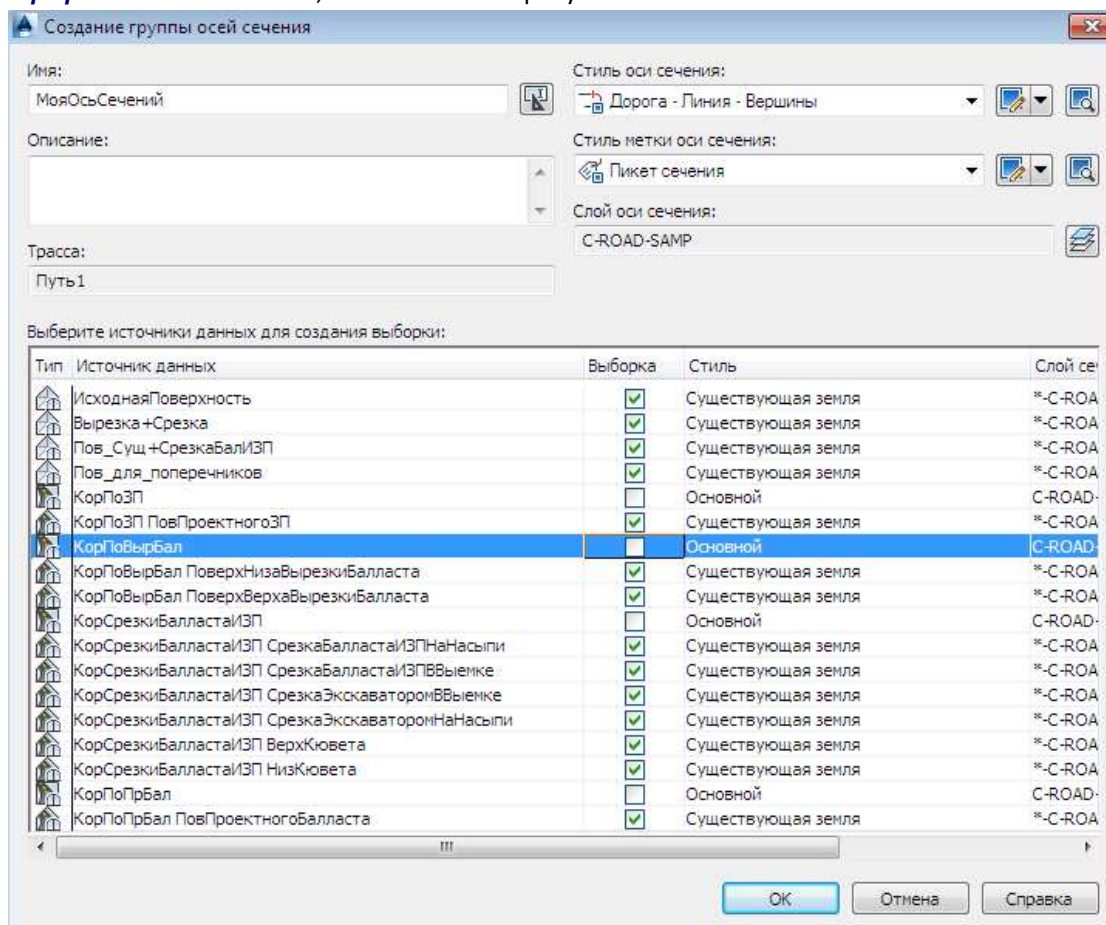 Создание группы осей сечения
Имя:
МояОсьСечений
Описание:
Трасса:
Путь1
Стиль оси сечения:
Дорога - Линия - Вершины
Стиль метки оси сечения:
Пикет сечения
Слой оси сечения:
C-ROAD-SAMP
Выберите источники данных для создания выборки:
Тип Источник данных Выборка Стиль Слой се
ИсходнаяПоверхность Существующая земля *-C-ROA
Вырезка+Срезка Существующая земля *-C-ROA
Пов_Сущ+СрезкаБалИЗП Существующая земля *-C-ROA
Пов_для_поперечников Существующая земля *-C-ROA
КорПоЗП Основной C-ROAD-
КорПоЗП ПовПроектногоЗП Существующая земля *-C-ROA
КорПоВырБал Основной C-ROAD-
КорПоВырБал ПоверхНизаВырезкиБалласта Существующая земля *-C-ROA
КорПоВырБал ПоверхВерхаВырезкиБалласта Существующая земля *-C-ROA
КорСрезкиБалластаИЗП Основной C-ROAD-
КорСрезкиБалластаИЗП СрезкаБалластаИЗПНаНасыпи Существующая земля *-C-ROA
КорСрезкиБалластаИЗП СрезкаБалластаИЗПВВыемке Существующая земля *-C-ROA
КорСрезкиБалластаИЗП СрезкаЭкскаваторомВВыемке Существующая земля *-C-ROA
КорСрезкиБалластаИЗП СрезкаЭкскаваторомНаНасыпи Существующая земля *-C-ROA
КорСрезкиБалластаИЗП ВерхКювета Существующая земля *-C-ROA
КорСрезкиБалластаИЗП НизКювета Существующая земля *-C-ROA
КорПоПрБал Основной C-ROAD-
КорПоПрБал ПовПроектногоБалласта Существующая земля *-C-ROA
ОК Отмена Справка